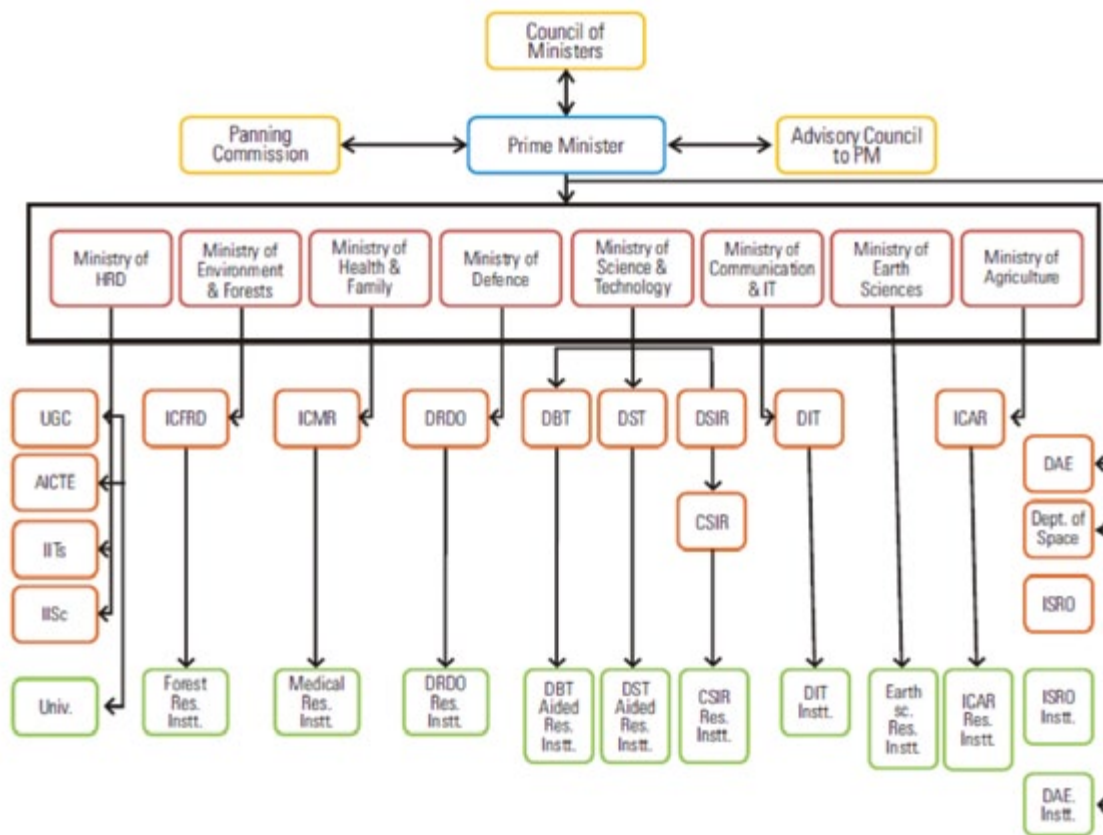 Council of
Ministers
Panning
Commission
Prime Minister
Advisory Council
to PM
Ministry of
HRD
Ministry of
Environment
& Forests
Ministry of
Health &
Family
Ministry of
Defence
Ministry of
Science &
Technology
Ministry of
Communication
& IT
Ministry of
Earth
Sciences
Ministry of
Agriculture
UGC
ICFRD
ICMR
DRDO
DBT
DST
DSIR
DIT
ICAR
AICTE
DAE
CSIR
Dept. of
Space
IITs
IISc
ISRO
Univ.
Forest
Res.
Instt.
Medical
Res.
Instt.
DRDO
Res.
Instt.
DBT
Aided
Res.
Instt.
DST
Aided
Res.
Instt.
CSIR
Res.
Instt.
DIT
Instt.
Earth
sc.
Res.
Instt.
ICAR
Res.
Instt.
ISRO
Instt.
DAE.
Instt.